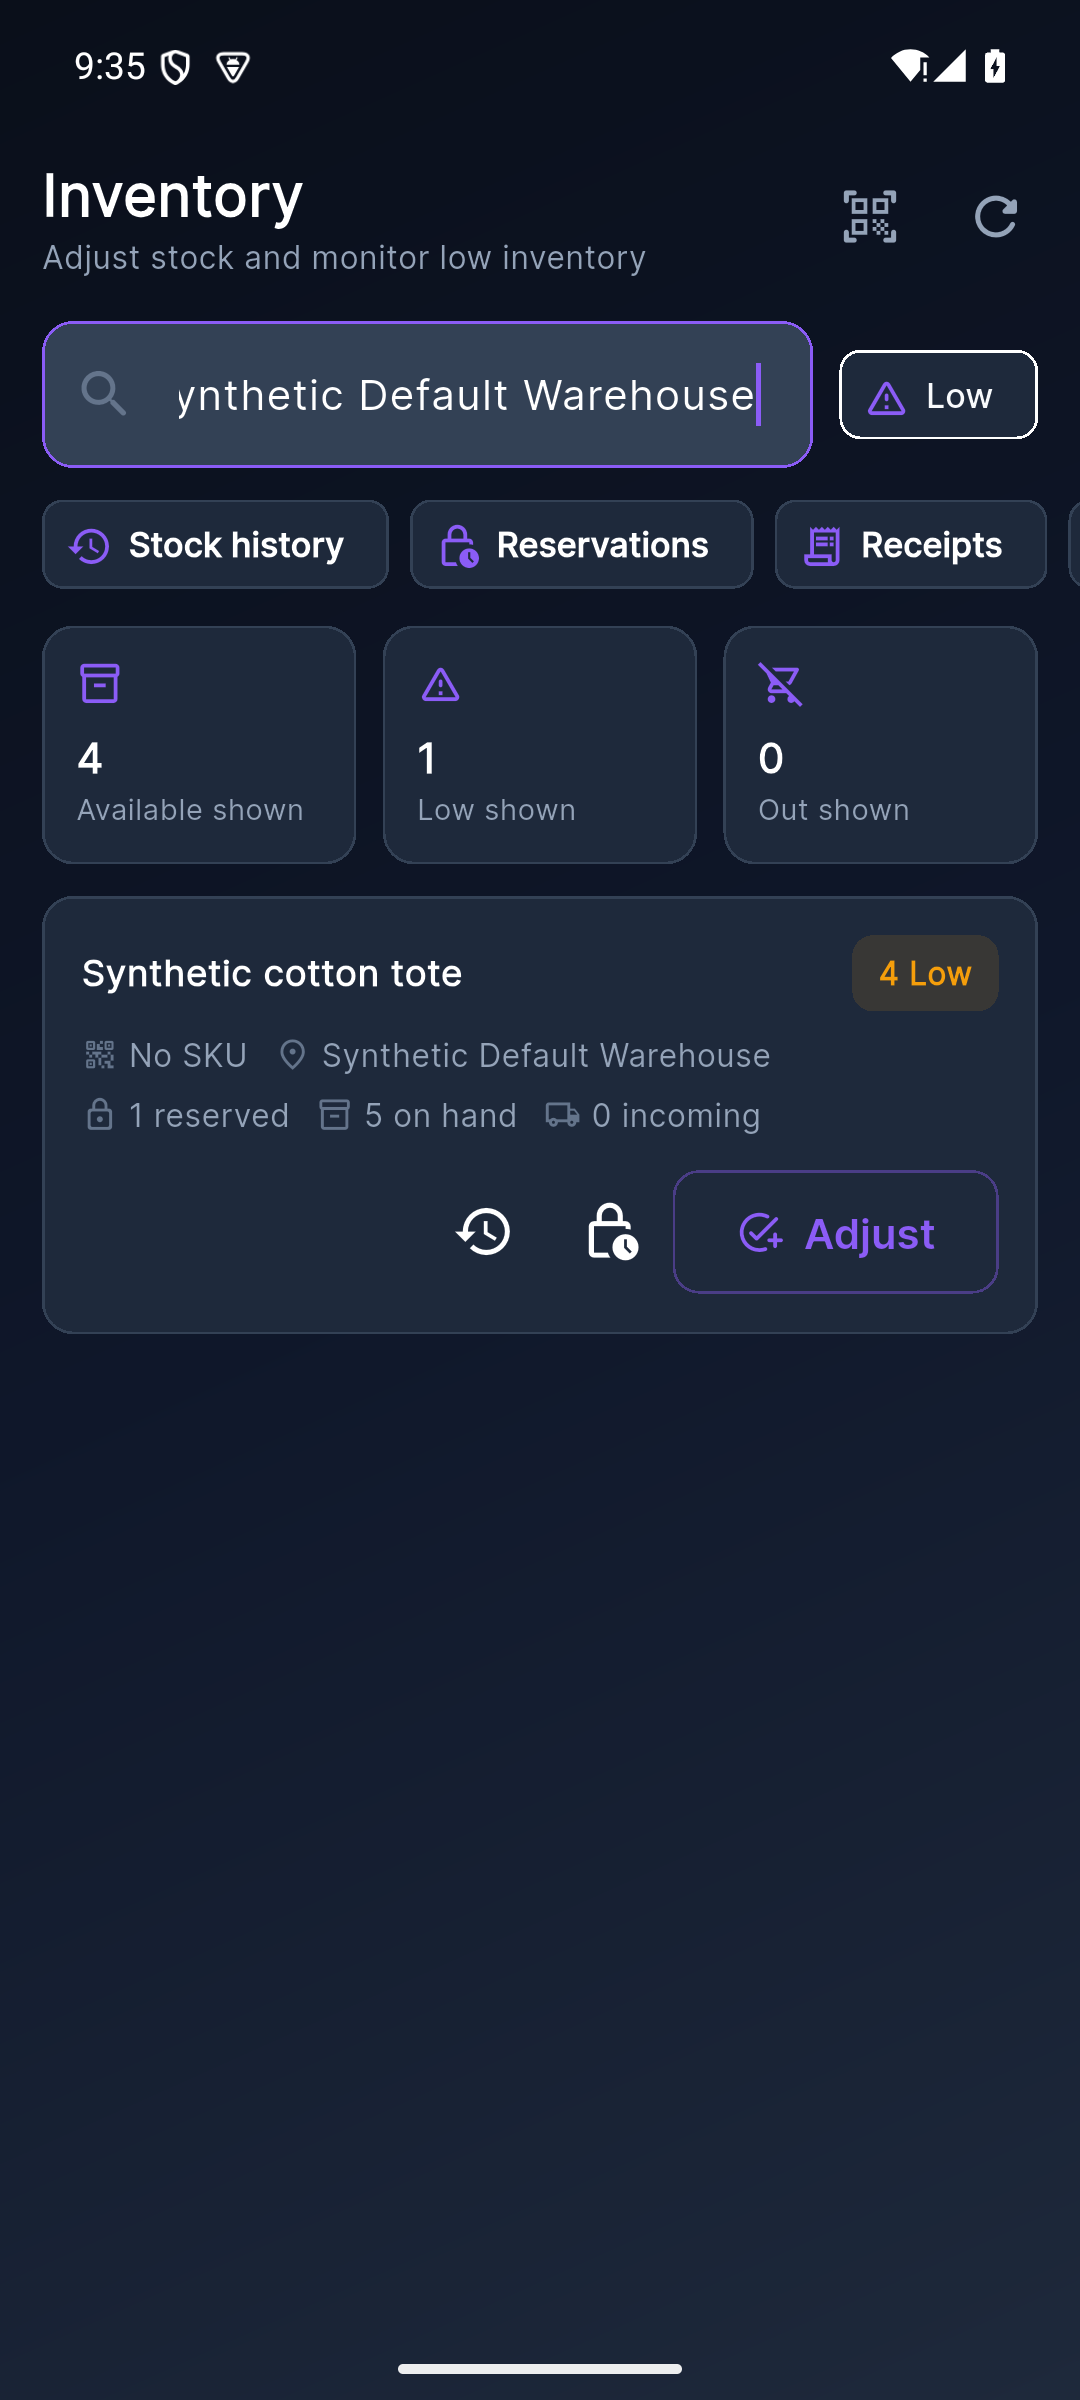 9:35
Inventory
Adjust stock and monitor low inventory
ynthetic Default Warehouse
Low
Stock history
Reservations
Receipts
4
Available shown
1
Low shown
0
Out shown
Synthetic cotton tote
4 Low
No SKU
Synthetic Default Warehouse
1 reserved
5 on hand
0 incoming
Adjust